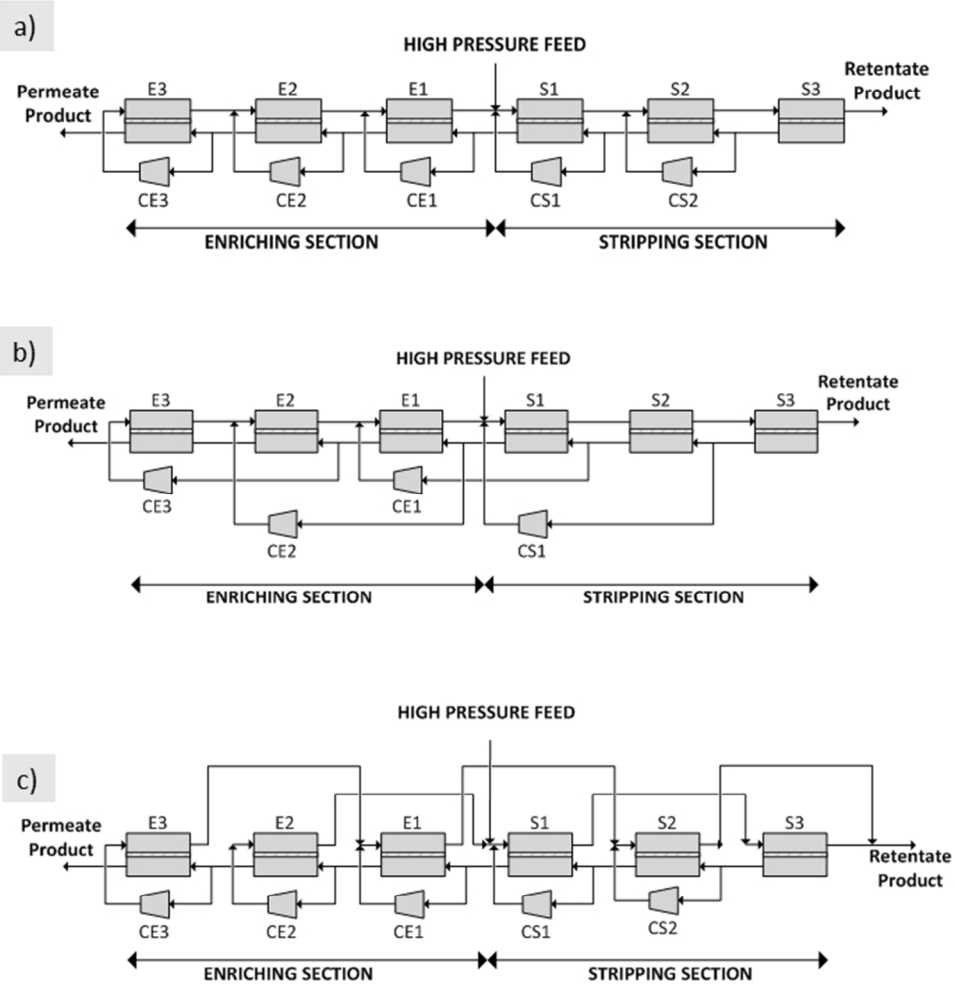 a)
HIGH PRESSURE FEED
Permeate
Product
E3 E2 E1 S1 S2 S3
Retentate
Product
CE3 CE2 CE1 CS1 CS2
ENRICHING SECTION STRIPPING SECTION
b)
HIGH PRESSURE FEED
Permeate
Product
E3 E2 E1 S1 S2 S3
Retentate
Product
CE3 CE1
CE2 CS1
ENRICHING SECTION STRIPPING SECTION
HIGH PRESSURE FEED
c)
Permeate
Product
E3 E2 E1 S1 S2 S3
Retentate
Product
CE3 CE2 CE1 CS1 CS2
ENRICHING SECTION STRIPPING SECTION